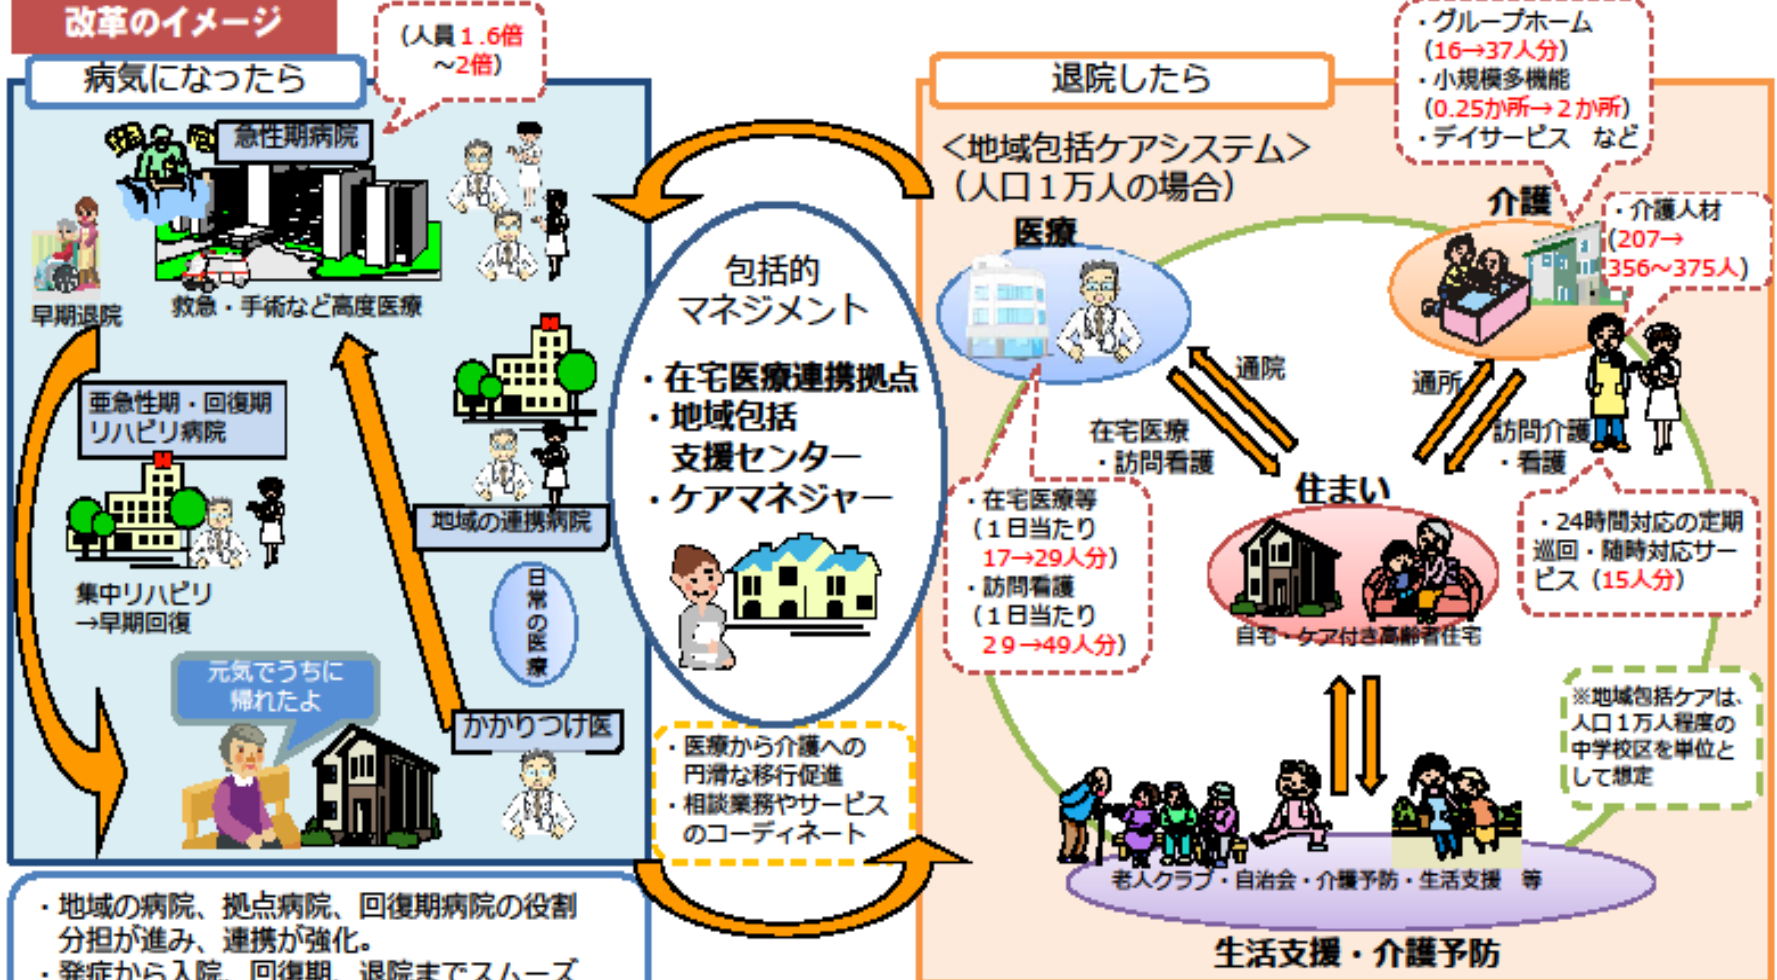 改革のイメージ
病気になったら
(人員1.6倍
～2倍)
急性期病院
救急・手術など高度医療
早期退院
亜急性期・回復期
リハビリ病院
集中リハビリ
→早期回復
地域の連携病院
日常の医療
元気でうちに
帰れたよ
かかりつけ医
・地域の病院、拠点病院、回復期病院の役割
分担が進み、連携が強化。
・発症から入院、回復期、退院までスムーズ
包括的
マネジメント
・在宅医療連携拠点
・地域包括
支援センター
・ケアマネジャー
・医療から介護への
円滑な移行促進
・相談業務やサービス
のコーディネート
退院したら
＜地域包括ケアシステム＞
(人口1万人の場合)
・グループホーム
(16→37人分)
・小規模多機能
(0.25か所→2か所)
・デイサービス など
医療
介護
・介護人材
(207→
356～375人)
通院
在宅医療
・訪問看護
通所
訪問介護
・看護
・在宅医療等
(1日当たり
17→29人分)
・訪問看護
(1日当たり
29→49人分)
住まい
自宅・ケア付き高齢者住宅
・24時間対応の定期
巡回・随時対応サー
ビス(15人分)
※地域包括ケアは、
人口1万人程度の
中学校区を単位と
して想定
老人クラブ・自治会・介護予防・生活支援 等
生活支援・介護予防